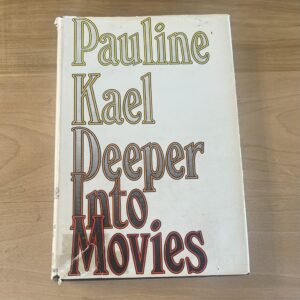 Pauline
Kael
Deeper
Into
Movies